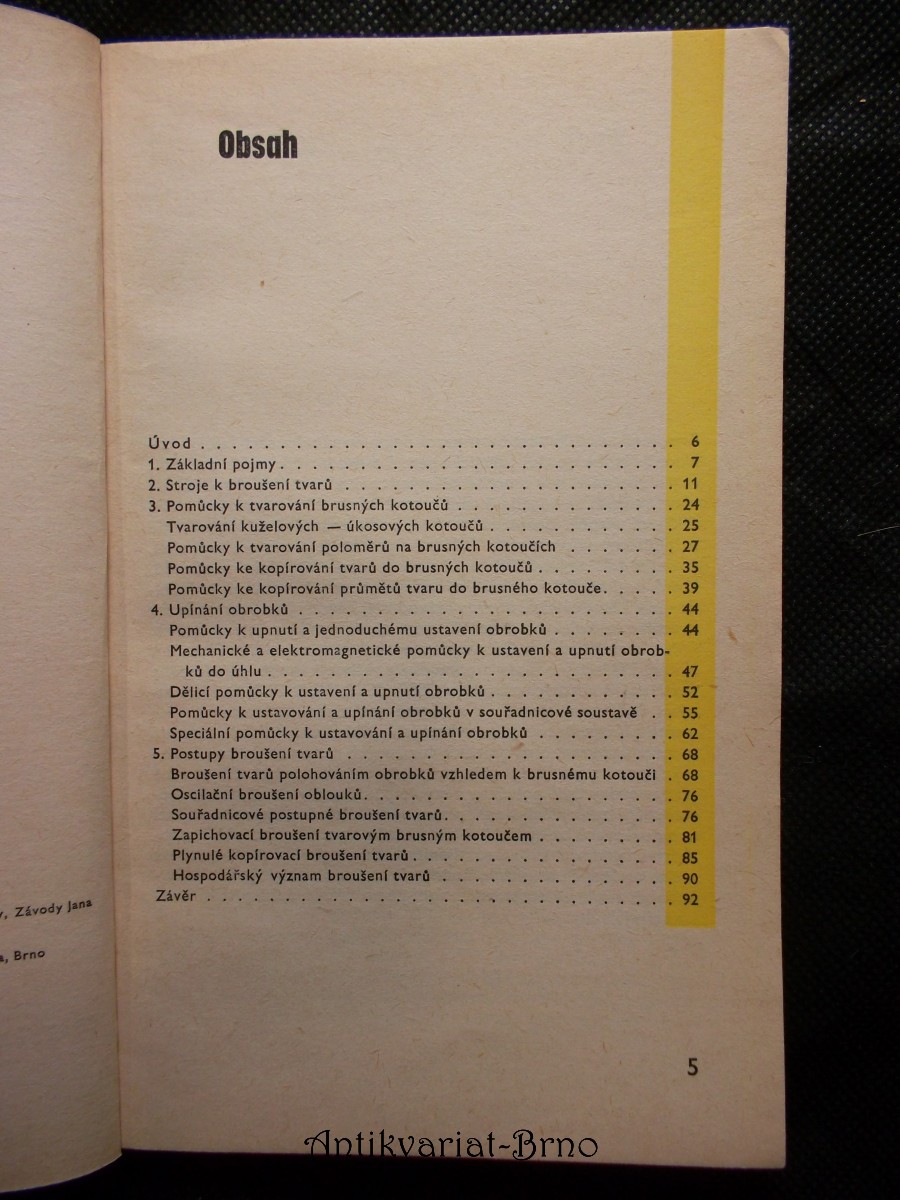 Obsah
Úvod . . . . . . . . . . . . . . . . . . . 6
1. Základní pojmy . . . . . . . . . . . . . . . . 7
2. Stroje k broušení tvarů . . . . . . . . . . . . . 11
3. Pomůcky k tvarování brusných kotoučů . . . . . . . . . 24
Tvarování kuželových — úkosových kotoučů . . . . . . . 25
Pomůcky k tvarování poloměrů na brusných kotoučích . . . . . 27
Pomůcky ke kopírování tvarů do brusných kotoučů . . . . . . 35
Pomůcky ke kopírování průmětů tvaru do brusného kotouče . . . . 39
4. Upínání obrobků . . . . . . . . . . . . . . . 44
Pomůcky k upnutí a jednoduchému ustavení obrobků . . . . . 44
Mechanické a elektromagnetické pomůcky k ustavení a upnutí obrob-
ků do úhlu . . . . . . . . . . . . . . . . 47
Dělicí pomůcky k ustavení a upnutí obrobků . . . . . . . 52
Pomůcky k ustavování a upínání obrobků v souřadnicové soustavě . . 55
Speciální pomůcky k ustavování a upínání obrobků . . . . . . 62
5. Postupy broušení tvarů . . . . . . . . . . . . . 68
Broušení tvarů polohováním obrobků vzhledem k brusnému kotouči . 68
Oscilační broušení oblouků . . . . . . . . . . . . 76
Souřadnicové postupné broušení tvarů . . . . . . . . . 76
Zapichovací broušení tvarovým brusným kotoučem . . . . . . 81
Plynulé kopírovací broušení tvarů . . . . . . . . . . 85
Hospodářský význam broušení tvarů . . . . . . . . . 90
Závěr . . . . . . . . . . . . . . . . . . . 92
y, Závody Jana
a, Brno
5
Antikvariat-Brno